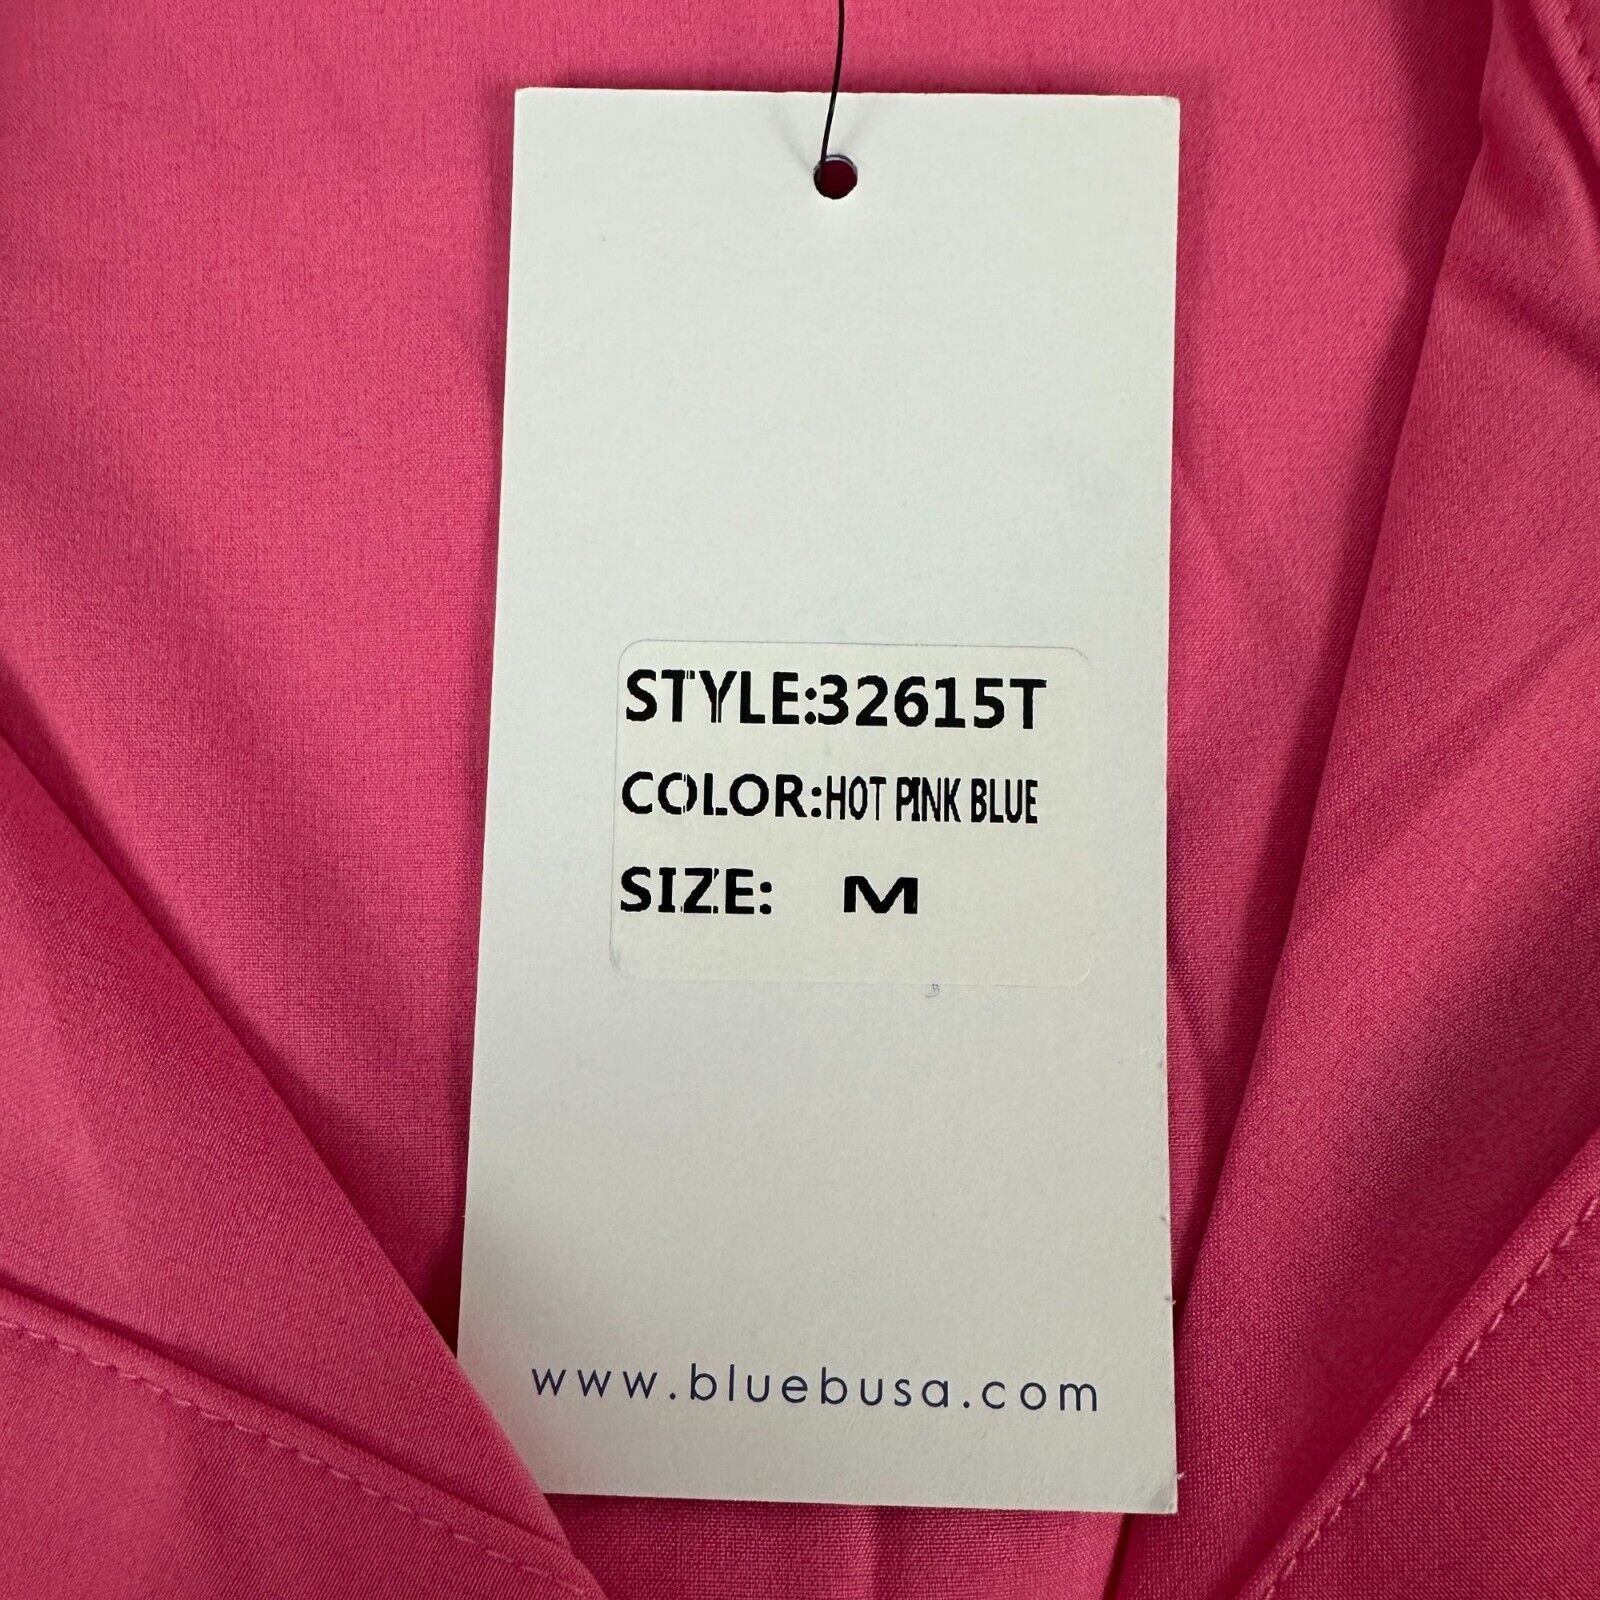 STYLE:32615T
COLOR:HOT PINK BLUE
SIZE: M
www.bluebusa.com